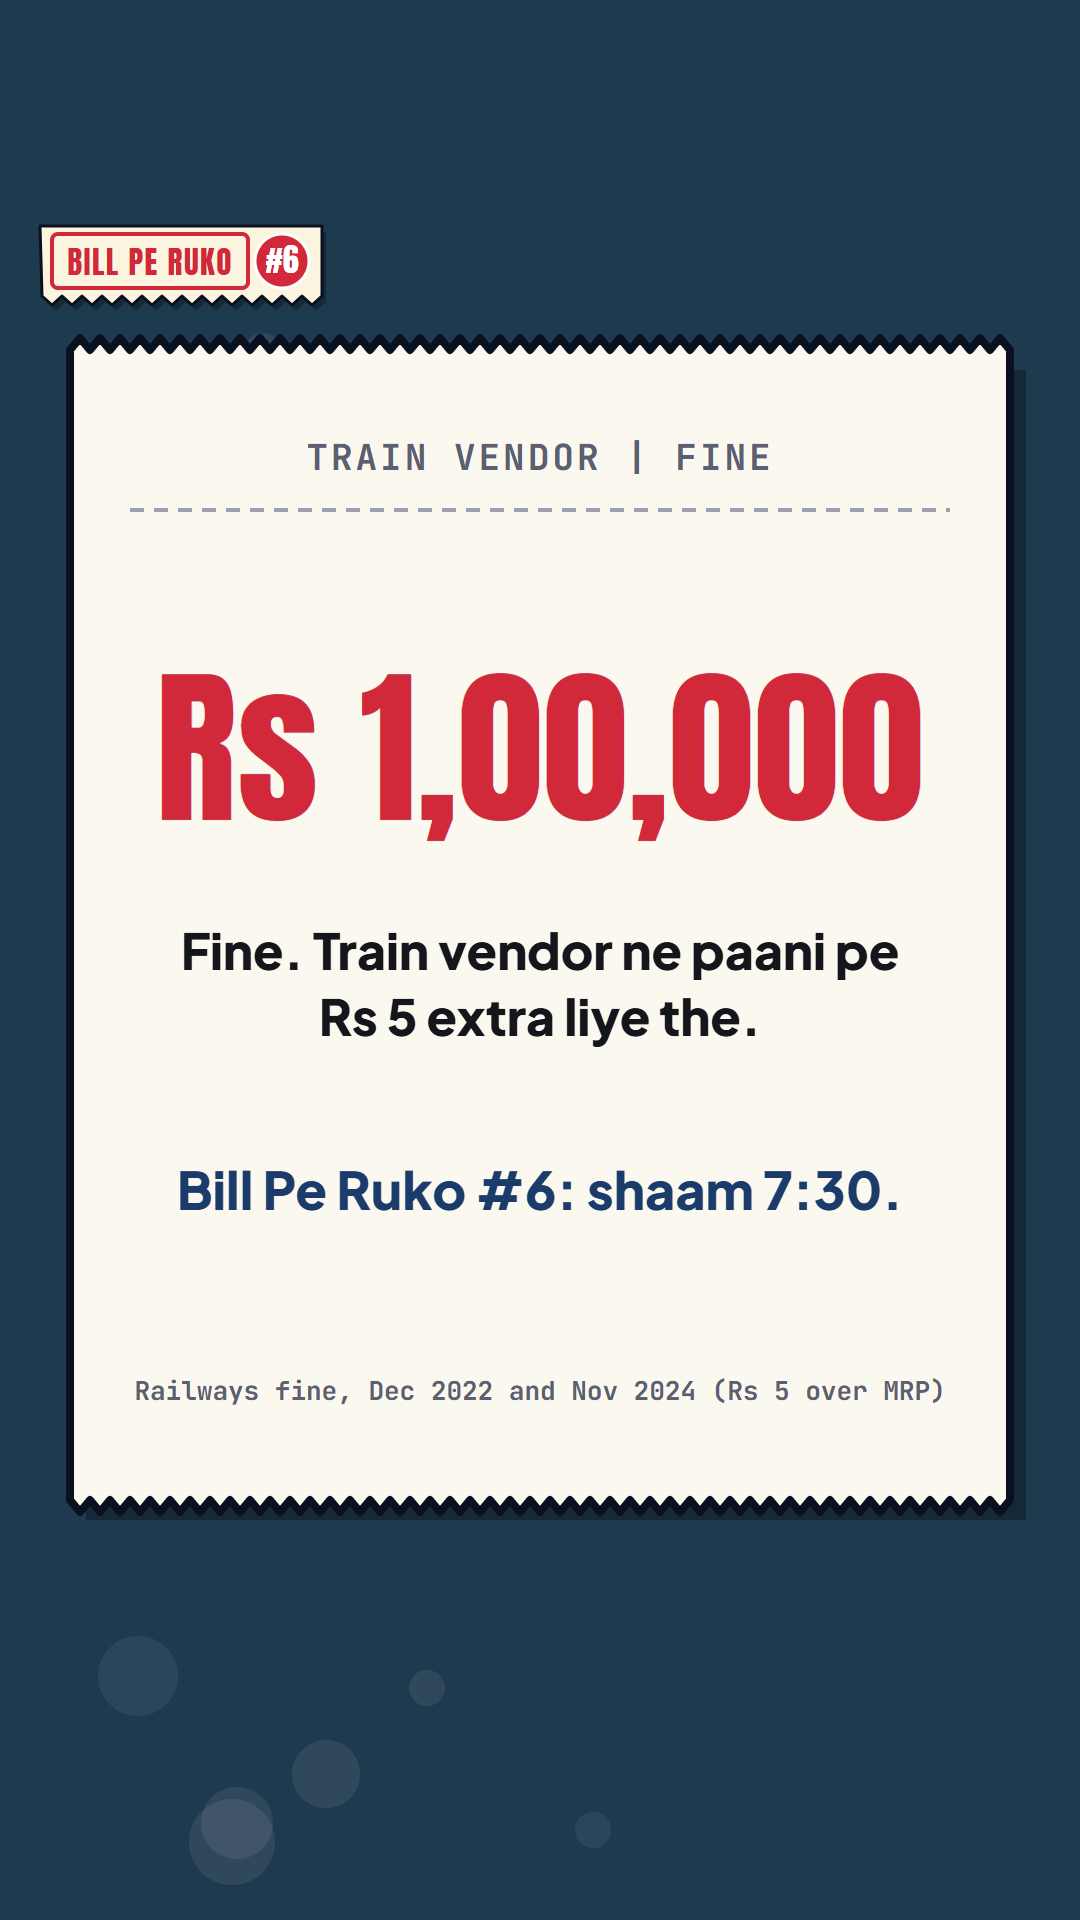 BILL PE RUKO #6
TRAIN VENDOR | FINE
Rs 1,00,000
Fine. Train vendor ne paani pe
Rs 5 extra liye the.
Bill Pe Ruko #6: shaam 7:30.
Railways fine, Dec 2022 and Nov 2024 (Rs 5 over MRP)